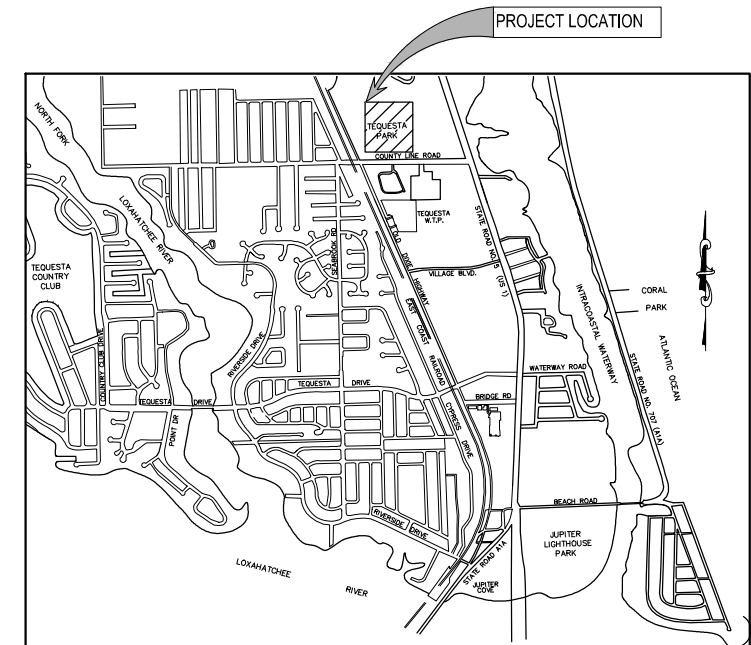 PROJECT LOCATION
NORTH FORK
LOXAHATCHEE RIVER
TEQUESTA
PARK
COUNTY LINE ROAD
TEQUESTA
W.T.P.
STATE ROAD NO. 5 (US 1)
SEABROOK RD
OLD DIXIE HIGHWAY
VILLAGE BLVD.
TEQUESTA
COUNTRY
CLUB
COUNTRY CLUB DRIVE
RIVERSIDE DRIVE
EAST COAST RAILROAD
INTRACOASTAL WATERWAY
CORAL
PARK
ATLANTIC OCEAN
STATE ROAD NO. 707 (A1A)
WATERWAY ROAD
TEQUESTA DRIVE
BRIDGE RD
TEQUESTA DRIVE
POINT DR
CYPRESS DRIVE
BEACH ROAD
RIVERSIDE DRIVE
JUPITER
LIGHTHOUSE
PARK
STATE ROAD A1A
LOXAHATCHEE RIVER
JUPITER
COVE